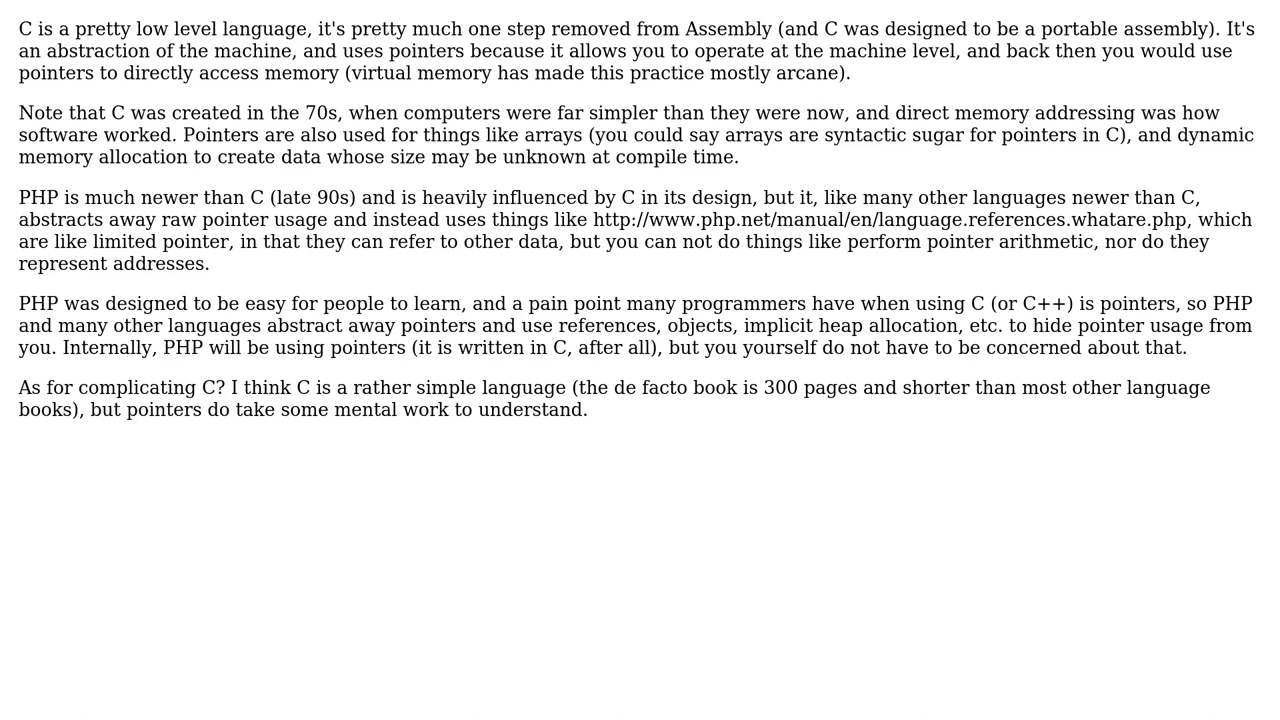 C is a pretty low level language, it's pretty much one step removed from Assembly (and C was designed to be a portable assembly). It's
an abstraction of the machine, and uses pointers because it allows you to operate at the machine level, and back then you would use
pointers to directly access memory (virtual memory has made this practice mostly arcane).
Note that C was created in the 70s, when computers were far simpler than they were now, and direct memory addressing was how
software worked. Pointers are also used for things like arrays (you could say arrays are syntactic sugar for pointers in C), and dynamic
memory allocation to create data whose size may be unknown at compile time.
PHP is much newer than C (late 90s) and is heavily influenced by C in its design, but it, like many other languages newer than C,
abstracts away raw pointer usage and instead uses things like http://www.php.net/manual/en/language.references.whatare.php, which
are like limited pointer, in that they can refer to other data, but you can not do things like perform pointer arithmetic, nor do they
represent addresses.
PHP was designed to be easy for people to learn, and a pain point many programmers have when using C (or C++) is pointers, so PHP
and many other languages abstract away pointers and use references, objects, implicit heap allocation, etc. to hide pointer usage from
you. Internally, PHP will be using pointers (it is written in C, after all), but you yourself do not have to be concerned about that.
As for complicating C? I think C is a rather simple language (the de facto book is 300 pages and shorter than most other language
books), but pointers do take some mental work to understand.